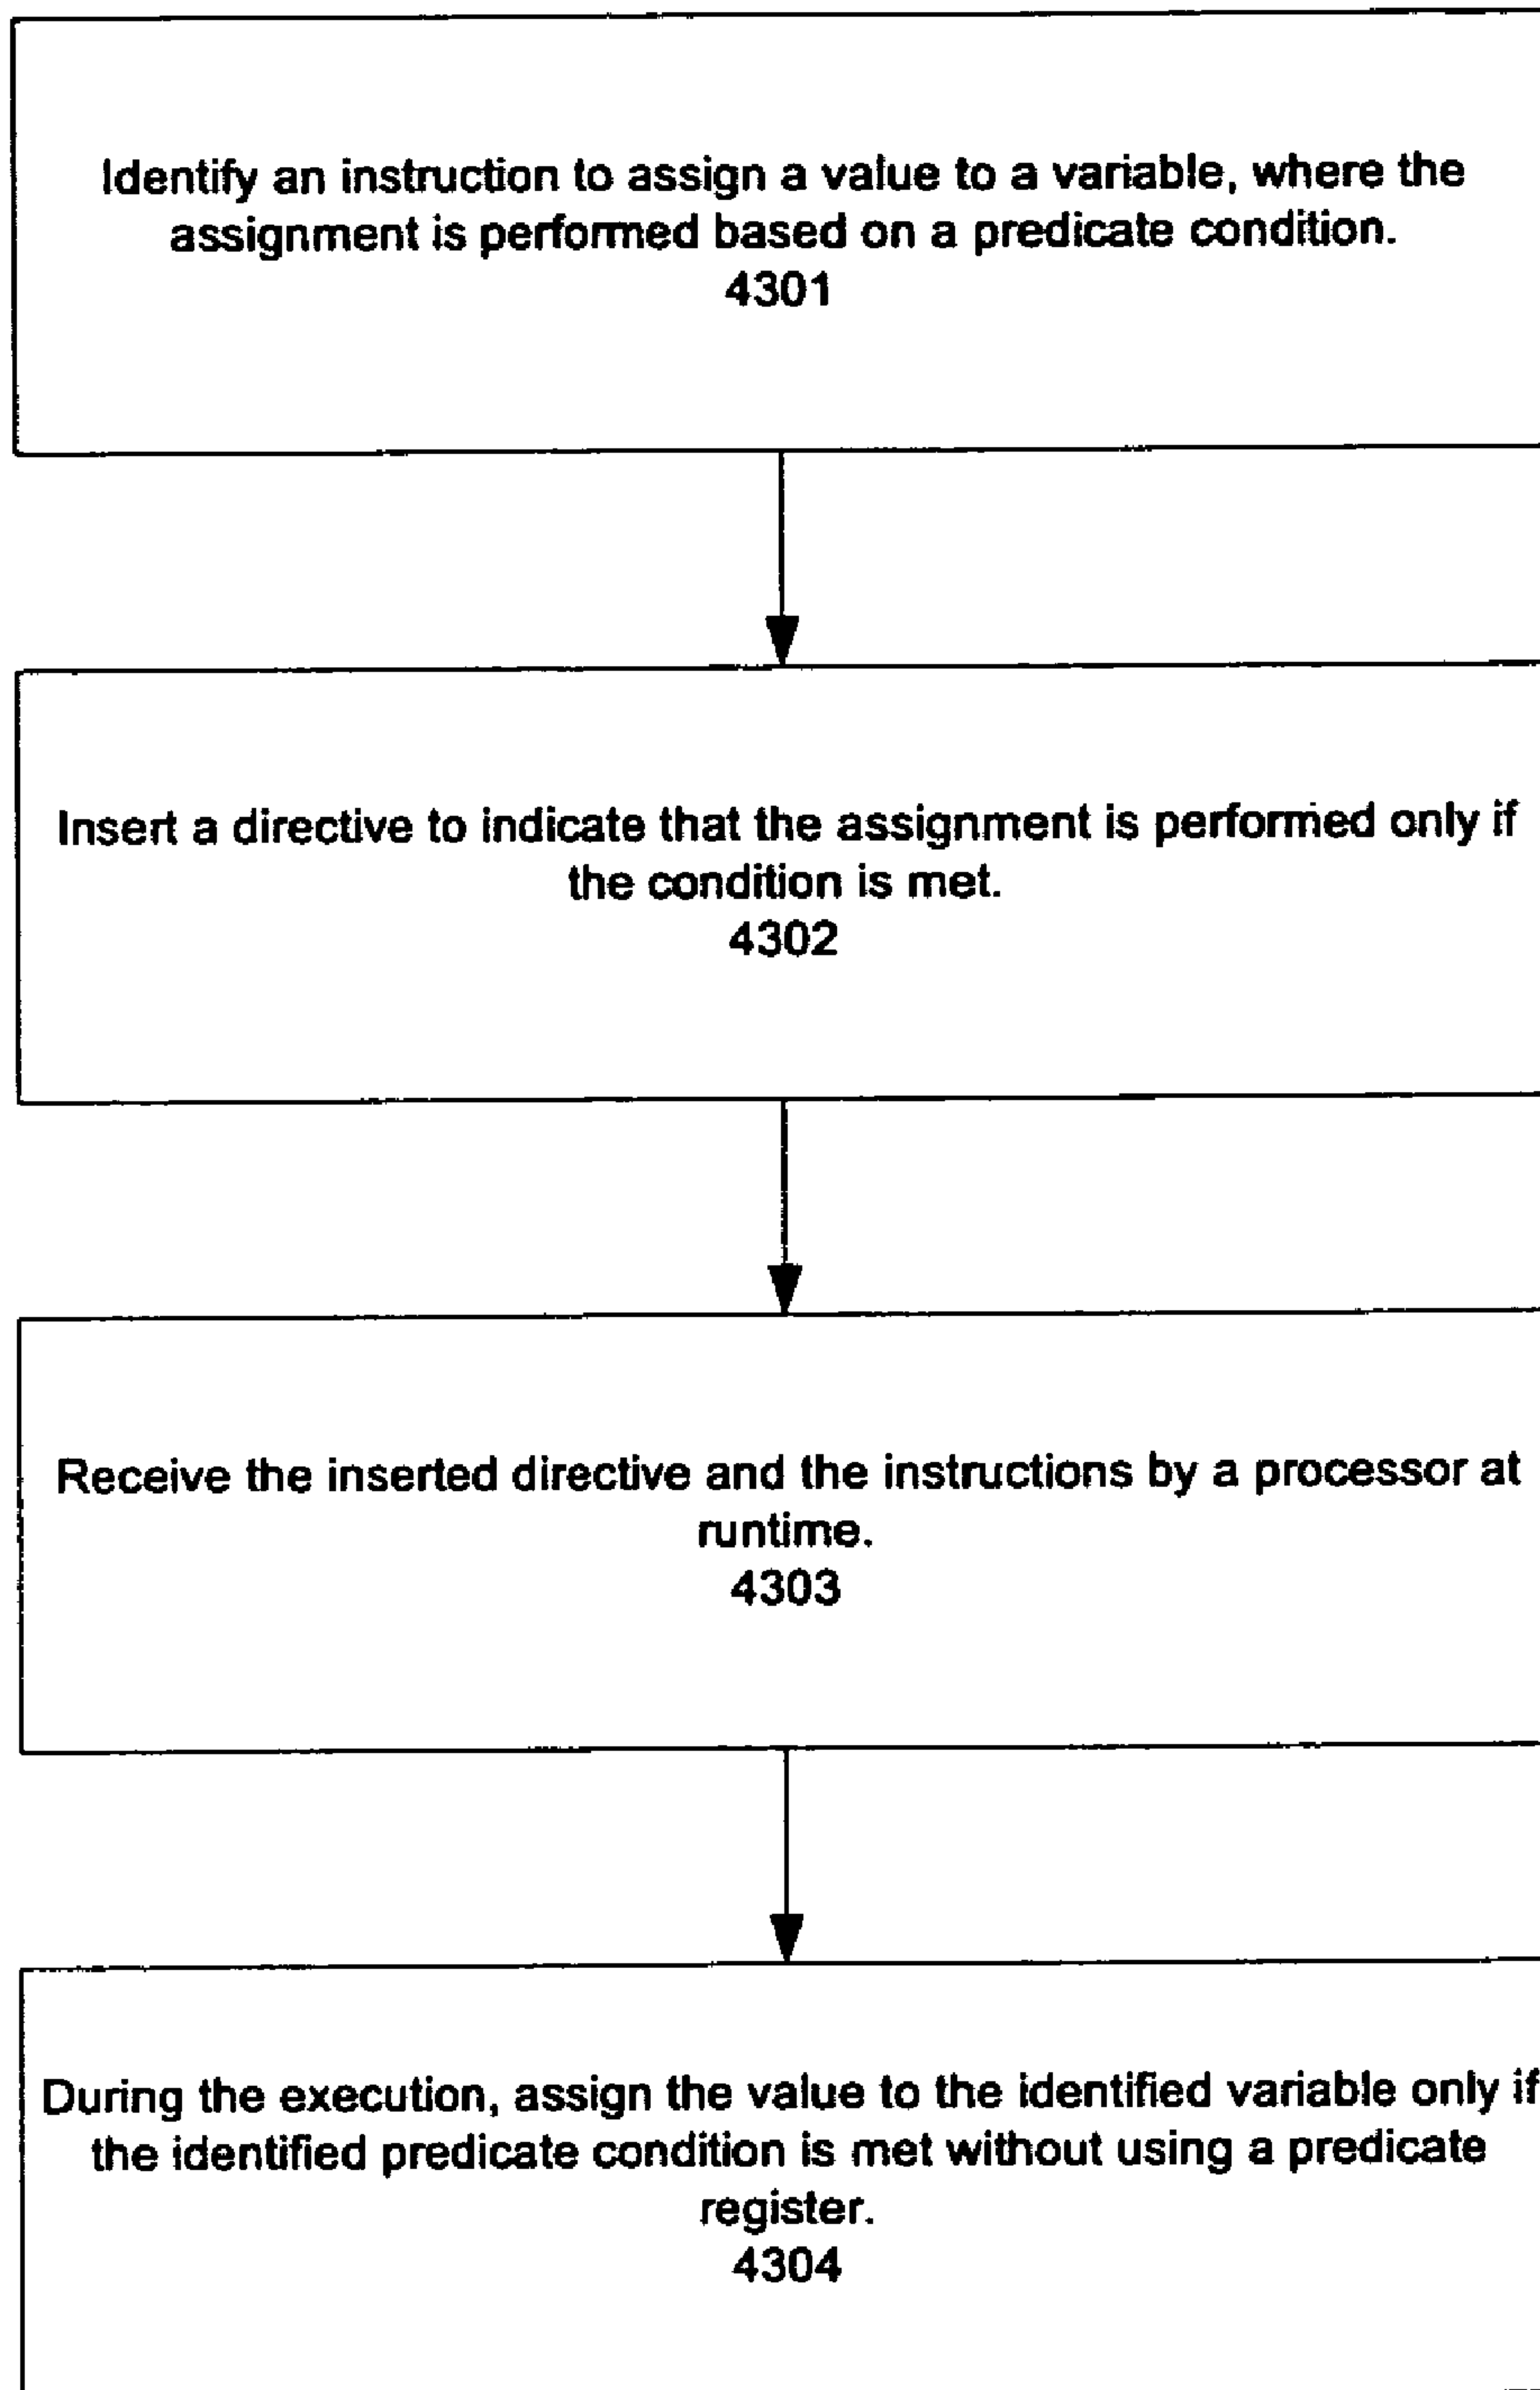 Identify an instruction to assign a value to a variable, where the
assignment is performed based on a predicate condition.
4301
Insert a directive to indicate that the assignment is performed only if
the condition is met.
4302
Receive the inserted directive and the instructions by a processor at
runtime.
4303
During the execution, assign the value to the identified variable only if
the identified predicate condition is met without using a predicate
register.
4304